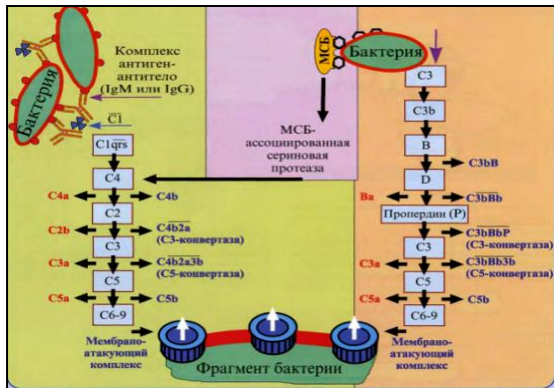 Комплекс
антиген-
антитело
(IgM или IgG)
Бактерия
C1
C1qrs
C4
C4a
C4b
C2
C2b
C4b2a
(C3-конвертаза)
C3
C3a
C4b2a3b
(C5-конвертаза)
C5
C5a
C5b
C6-9
Мембрано-
атакующий
комплекс
МСБ
Бактерия
МСБ-
ассоциированная
сериновая
протеаза
C3
C3b
B
C3bB
D
Ba
C3bBb
Пропердин (P)
C3bBbP
(C3-конвертаза)
C3
C3a
C3bBb3b
(C5-конвертаза)
C5
C5a
C5b
C6-9
Мембрано-
атакующий
комплекс
Фрагмент бактерии